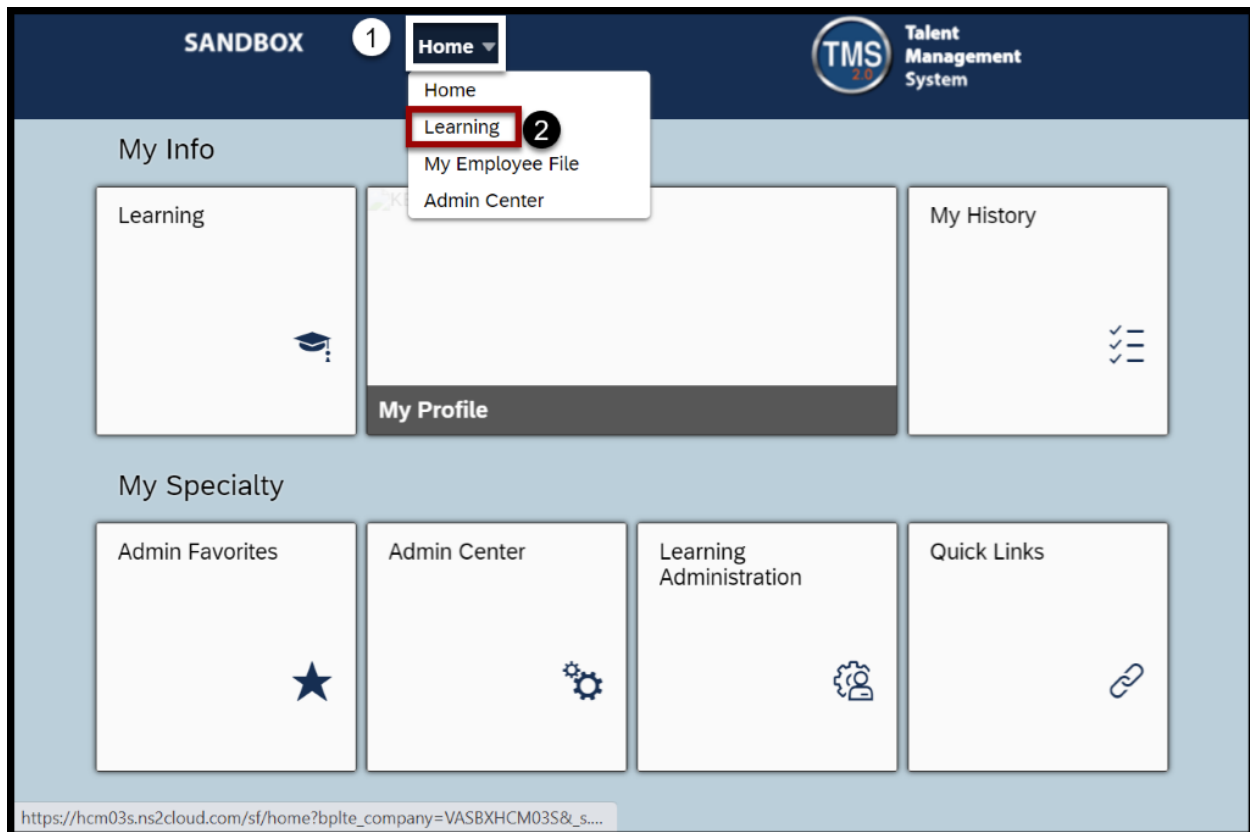 SANDBOX
1
Home
TMS
2.0
Talent
Management
System
Home
Learning
2
My Employee File
Admin Center
My Info
Learning
My Profile
My History
My Specialty
Admin Favorites
Admin Center
Learning
Administration
Quick Links
https://hcm03s.ns2cloud.com/sf/home?bplte_company=VASBXHCM03S&_s....